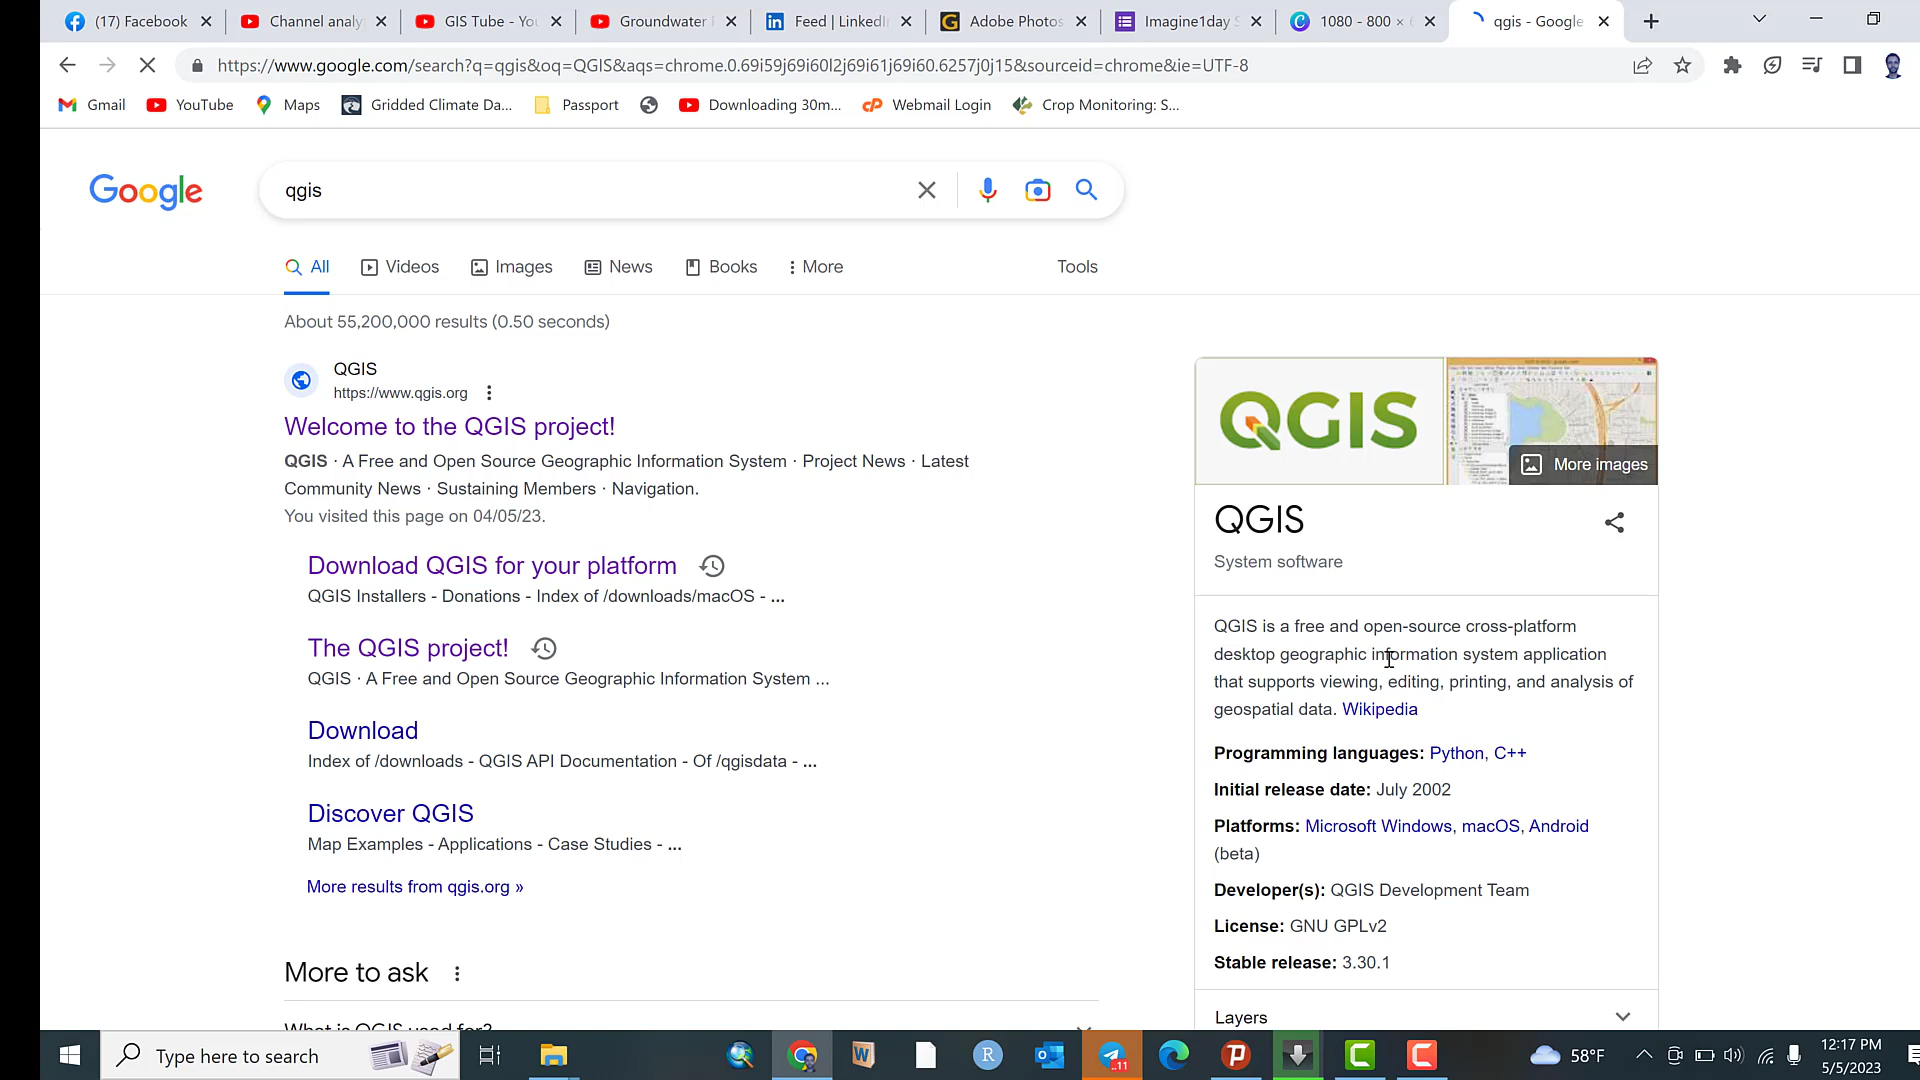 (17) Facebook
Channel analy
GIS Tube - You
Groundwater
Feed | LinkedIn
Adobe Photos
Imagine1day S
1080 - 800 ×
qgis - Google
https://www.google.com/search?q=qgis&oq=QGIS&aqs=chrome.0.69i59j69i60l2j69i61j69i60.6257j0j15&sourceid=chrome&ie=UTF-8
Gmail
YouTube
Maps
Gridded Climate Da...
Passport
Downloading 30m...
Webmail Login
Crop Monitoring: S...
Google
qgis
All
Videos
Images
News
Books
More
Tools
About 55,200,000 results (0.50 seconds)
QGIS
https://www.qgis.org
Welcome to the QGIS project!
QGIS · A Free and Open Source Geographic Information System · Project News · Latest
Community News · Sustaining Members · Navigation.
You visited this page on 04/05/23.
Download QGIS for your platform
QGIS Installers - Donations - Index of /downloads/macOS - ...
The QGIS project!
QGIS · A Free and Open Source Geographic Information System ...
Download
Index of /downloads - QGIS API Documentation - Of /qgisdata - ...
Discover QGIS
Map Examples - Applications - Case Studies - ...
More results from qgis.org »
More to ask
What is QGIS used for?
QGIS
More images
QGIS
System software
QGIS is a free and open-source cross-platform
desktop geographic information system application
that supports viewing, editing, printing, and analysis of
geospatial data. Wikipedia
Programming languages: Python, C++
Initial release date: July 2002
Platforms: Microsoft Windows, macOS, Android
(beta)
Developer(s): QGIS Development Team
License: GNU GPLv2
Stable release: 3.30.1
Layers
Type here to search
..11
58°F
12:17 PM
5/5/2023